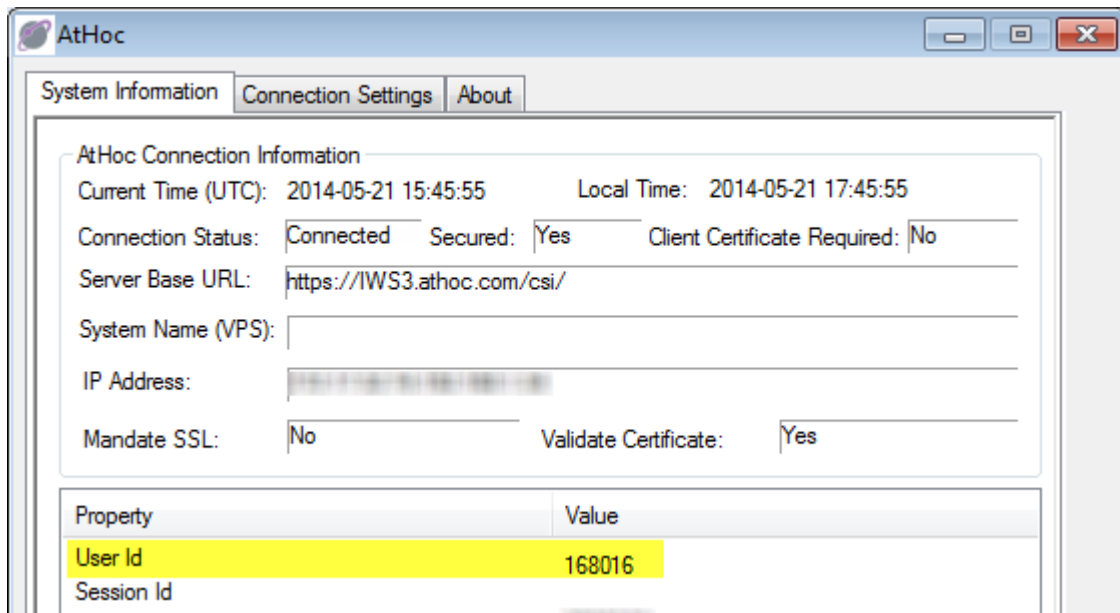 AtHoc
System Information Connection Settings About
AtHoc Connection Information
Current Time (UTC): 2014-05-21 15:45:55 Local Time: 2014-05-21 17:45:55
Connection Status: Connected Secured: Yes Client Certificate Required: No
Server Base URL: https://IWS3.athoc.com/csi/
System Name (VPS):
IP Address:
Mandate SSL: No Validate Certificate: Yes
Property Value
User Id 168016
Session Id